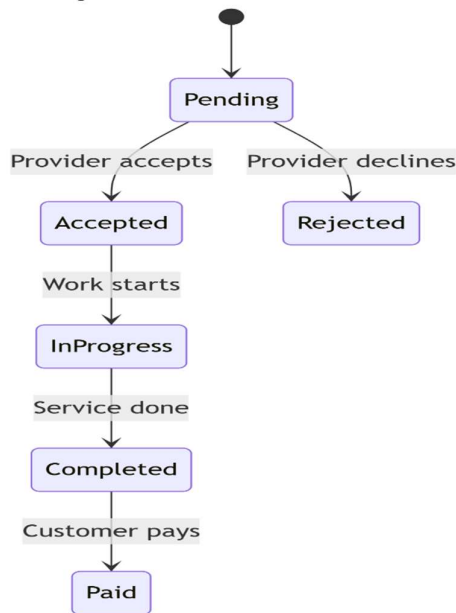 Pending
Provider accepts Provider declines
Accepted Rejected
Work starts
InProgress
Service done
Completed
Customer pays
Paid